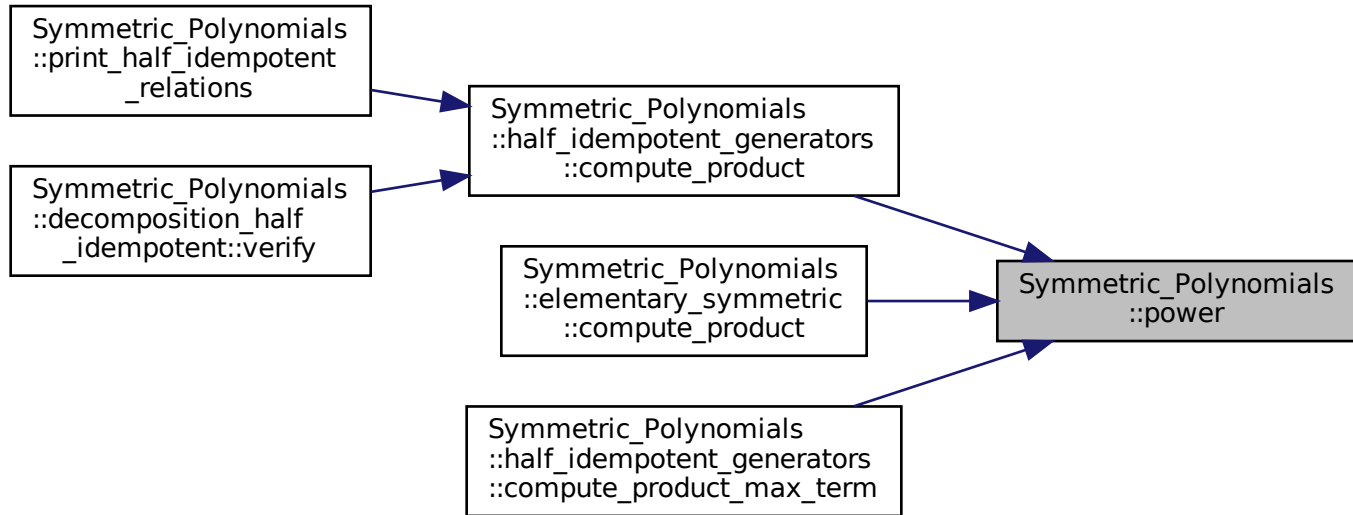 Symmetric_Polynomials
::print_half_idempotent
_relations
Symmetric_Polynomials
::decomposition_half
_idempotent::verify
Symmetric_Polynomials
::half_idempotent_generators
::compute_product
Symmetric_Polynomials
::elementary_symmetric
::compute_product
Symmetric_Polynomials
::half_idempotent_generators
::compute_product_max_term
Symmetric_Polynomials
::power